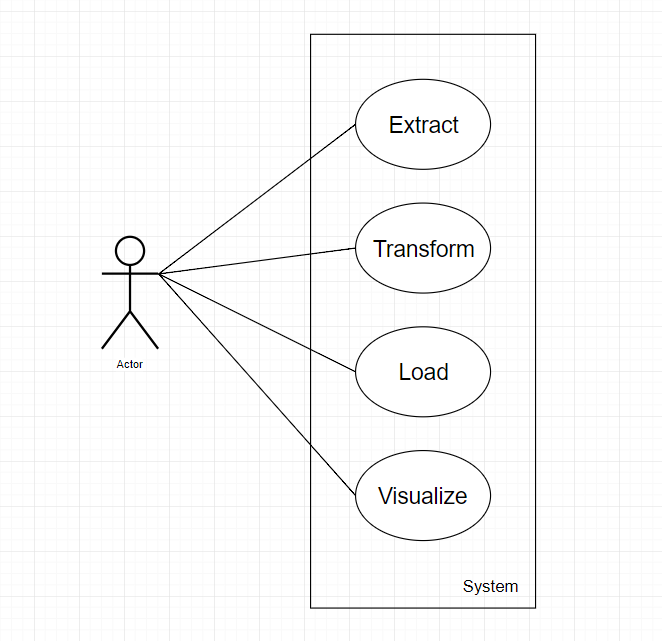 Extract
Transform
Load
Visualize
Actor
System